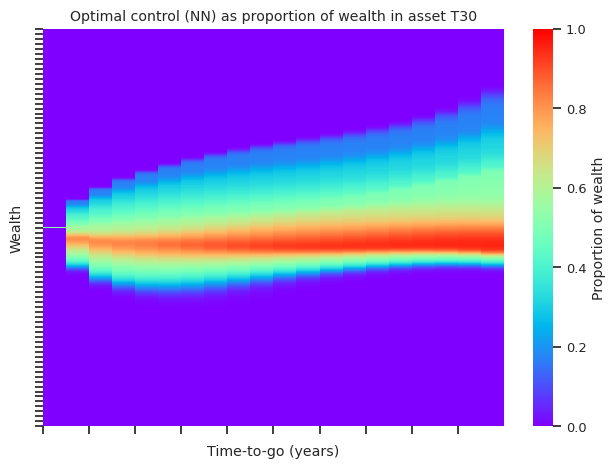 Optimal control (NN) as proportion of wealth in asset T30
Wealth
Time-to-go (years)
1.0
0.8
0.6
0.4
0.2
0.0
Proportion of wealth